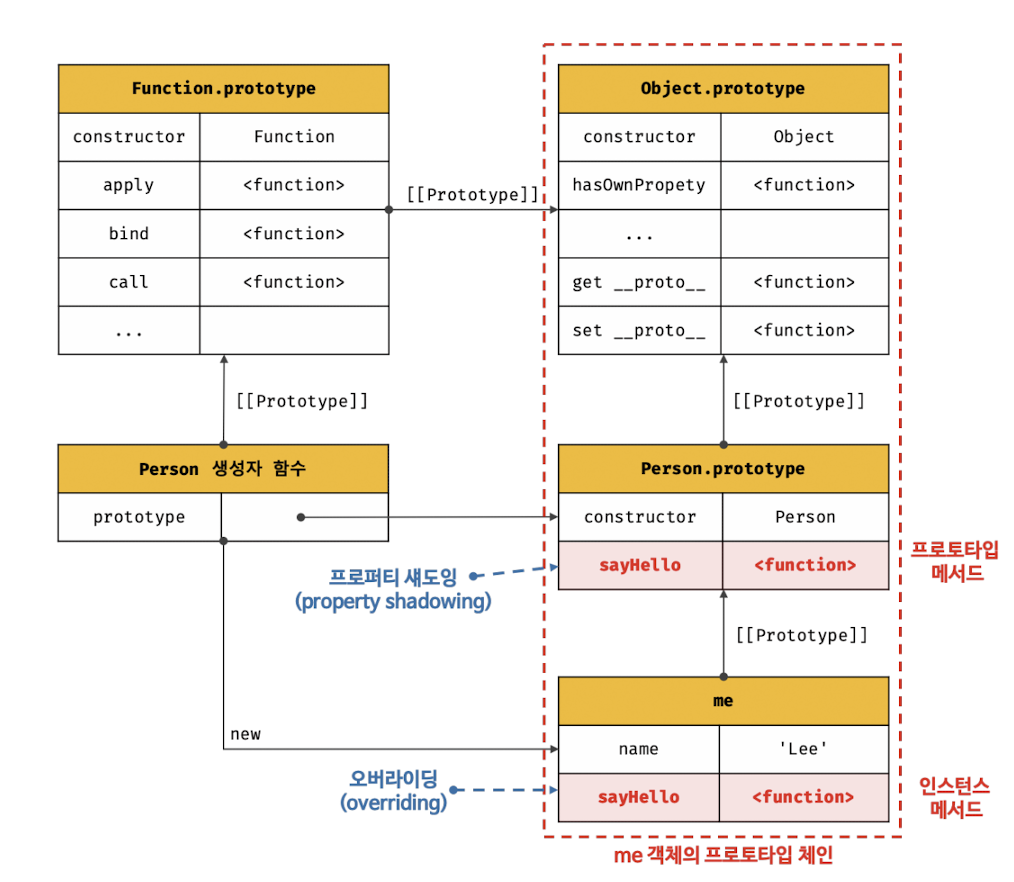 Function.prototype
constructor Function
apply <function>
bind <function>
call <function>
...
[[Prototype]]
Object.prototype
constructor Object
hasOwnPropety <function>
...
get __proto__ <function>
set __proto__ <function>
[[Prototype]]
[[Prototype]]
Person 생성자 함수
prototype
Person.prototype
constructor Person
sayHello <function>
프로토타입
메서드
프로퍼티 섀도잉
(property shadowing)
[[Prototype]]
new
me
name 'Lee'
sayHello <function>
오버라이딩
(overriding)
인스턴스
메서드
me 객체의 프로토타입 체인